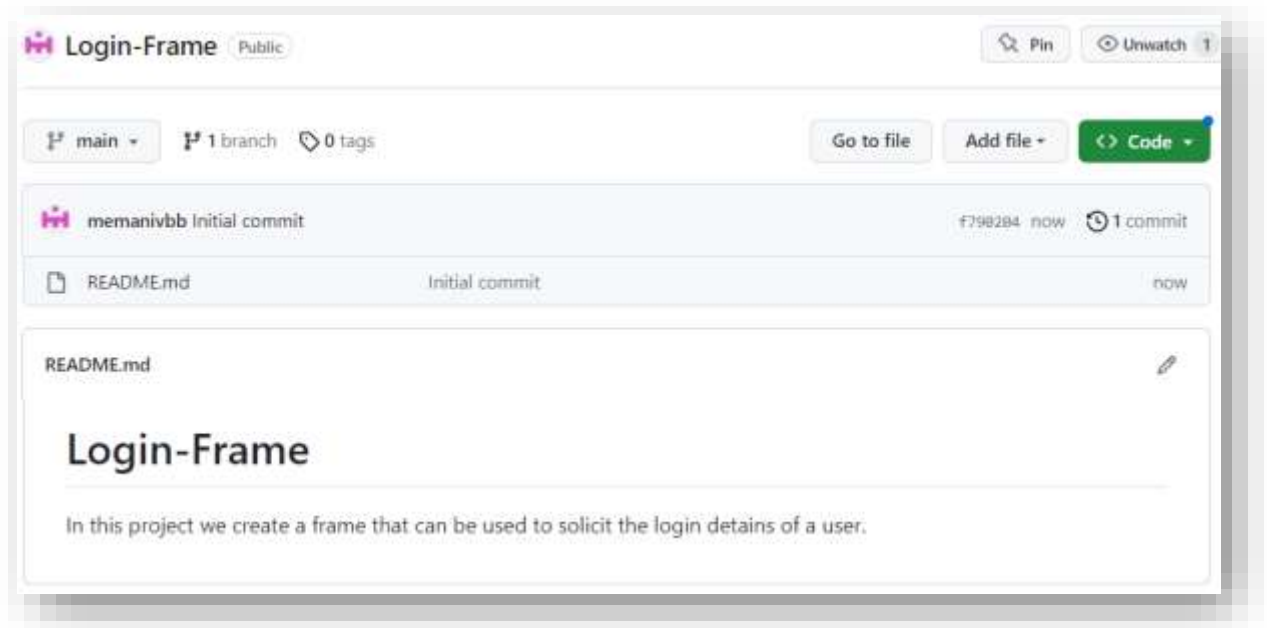 Login-Frame Public Pin Unwatch 1
main 1 branch 0 tags Go to file Add file <> Code
memanivbb Initial commit f790204 now 1 commit
README.md Initial commit now
README.md
Login-Frame
In this project we create a frame that can be used to solicit the login detains of a user.